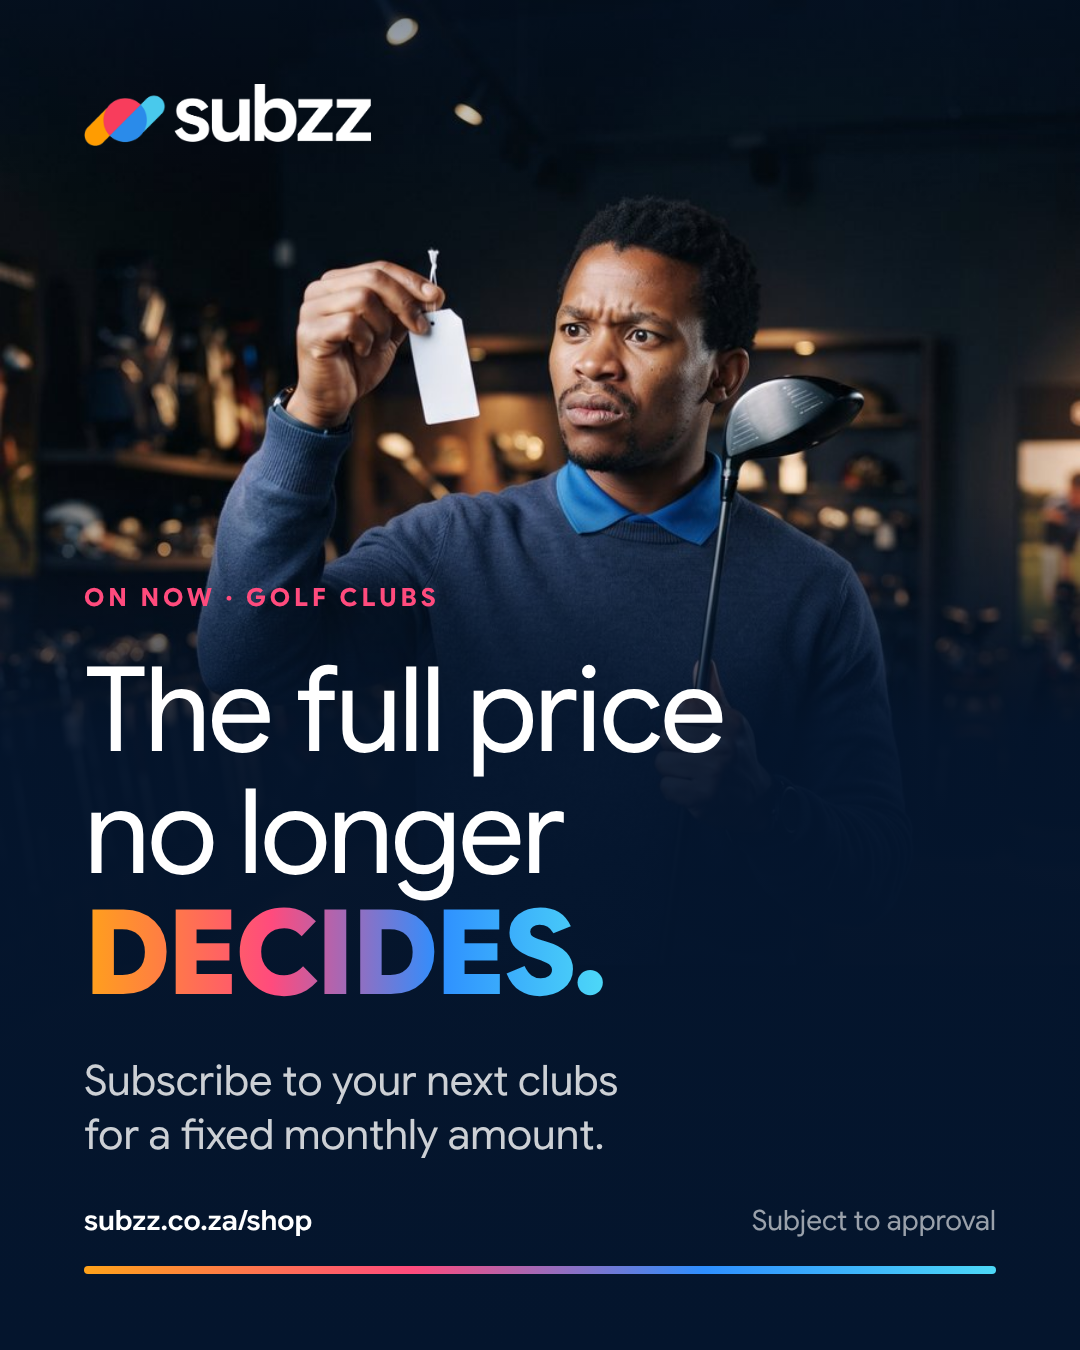 subzz
ON NOW · GOLF CLUBS
The full price
no longer
DECIDES.
Subscribe to your next clubs
for a fixed monthly amount.
subzz.co.za/shop
Subject to approval